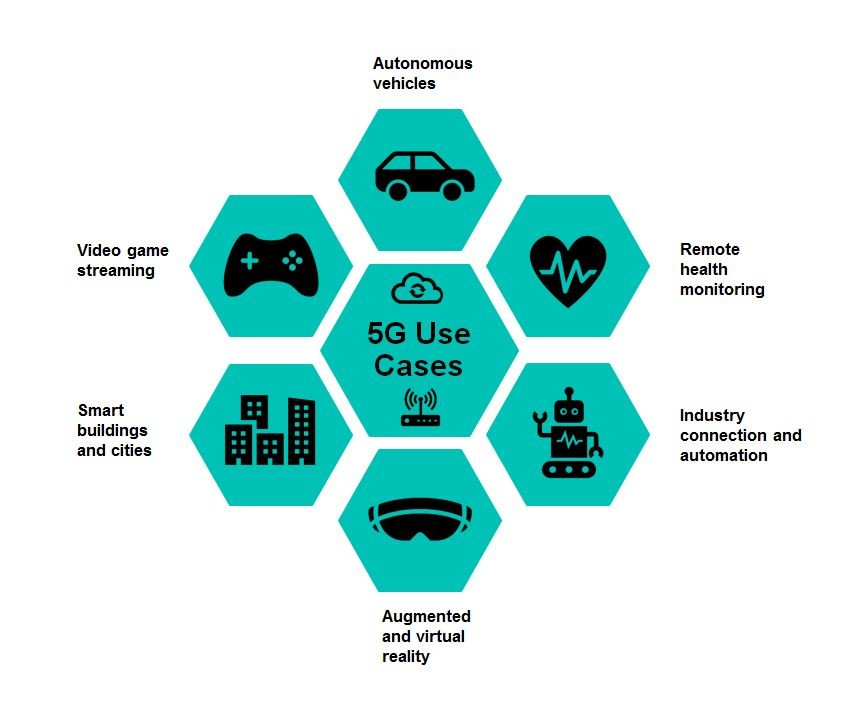 Autonomous
vehicles
Video game
streaming
Remote
health
monitoring
5G Use
Cases
Smart
buildings
and cities
Industry
connection and
automation
Augmented
and virtual
reality